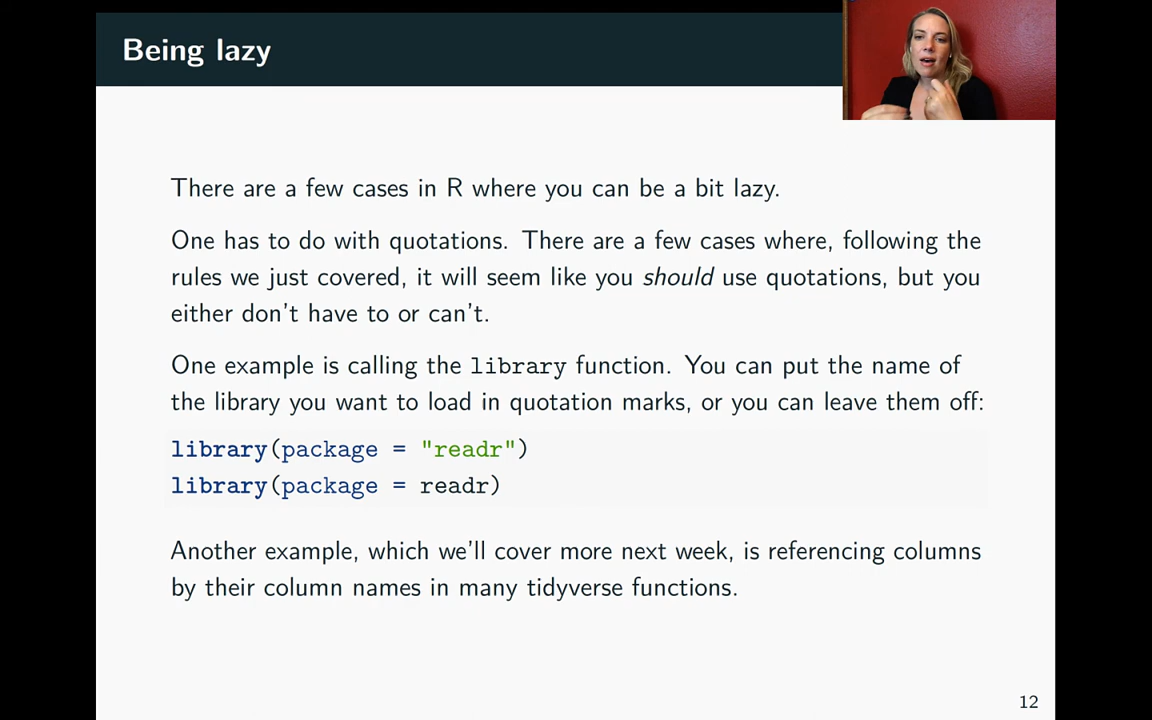 Being lazy
There are a few cases in R where you can be a bit lazy.
One has to do with quotations. There are a few cases where, following the
rules we just covered, it will seem like you should use quotations, but you
either don't have to or can't.
One example is calling the library function. You can put the name of
the library you want to load in quotation marks, or you can leave them off:
library(package = "readr")
library(package = readr)
Another example, which we'll cover more next week, is referencing columns
by their column names in many tidyverse functions.
12